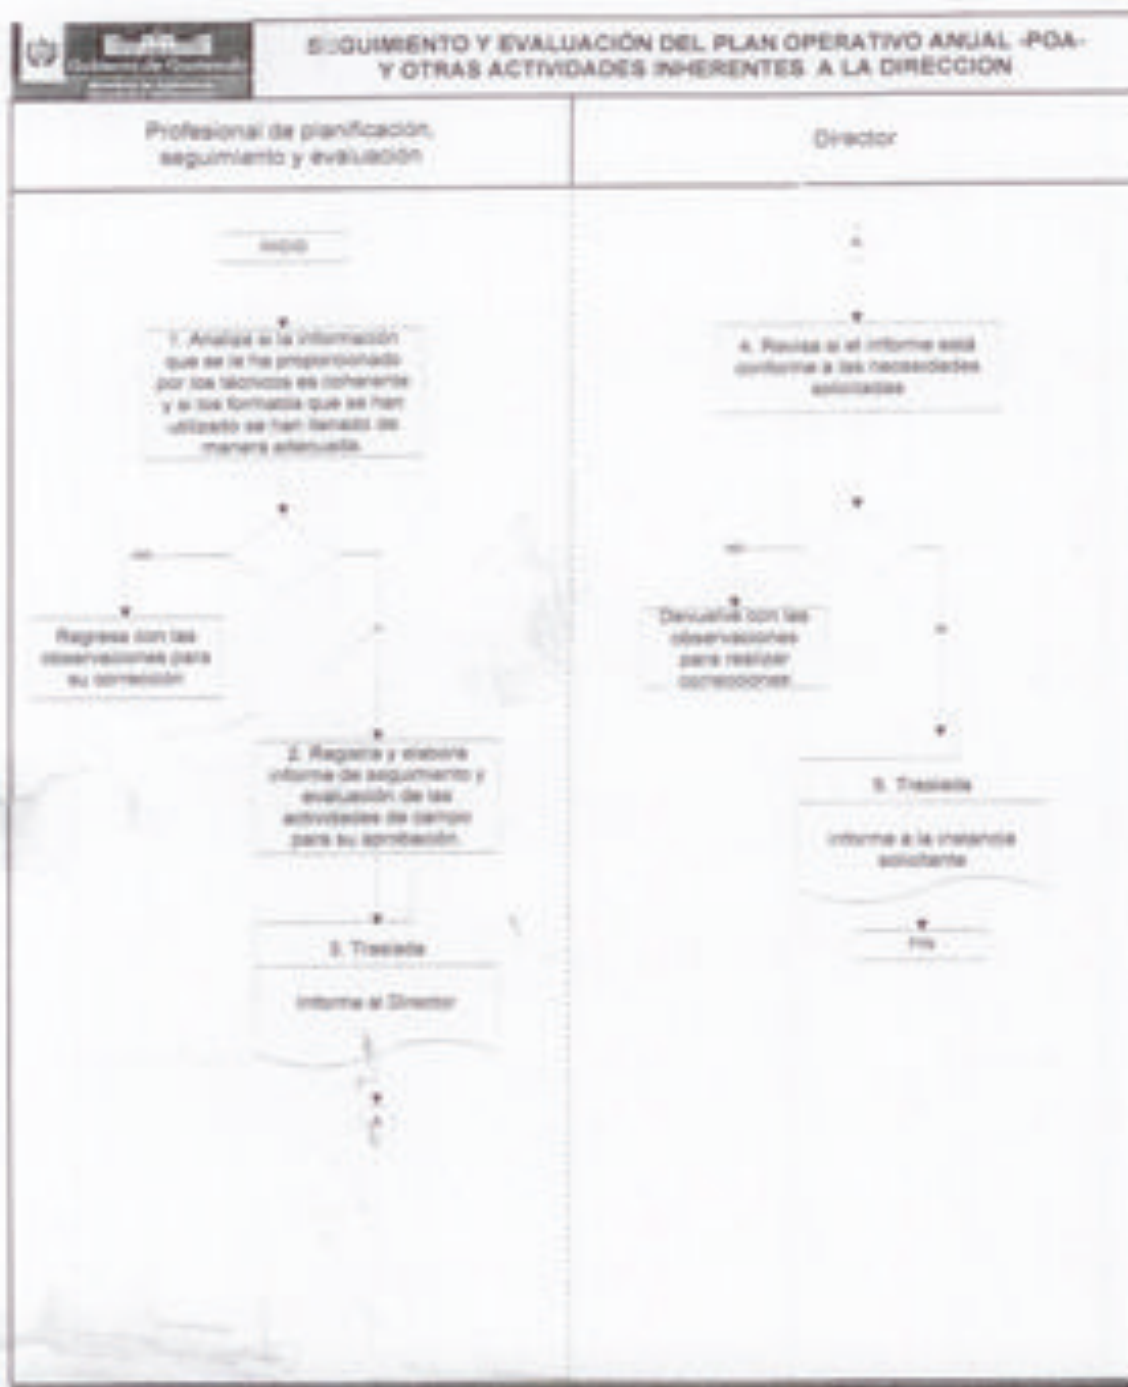 SEGUIMIENTO Y EVALUACIÓN DEL PLAN OPERATIVO ANUAL -POA-
Y OTRAS ACTIVIDADES INHERENTES A LA DIRECCION
Profesional de planificación,
seguimiento y evaluación
Director
INICIO
1. Analiza si la información
que se le ha proporcionado
por los técnicos es coherente
y si los formatos que se han
utilizado se han llenado de
manera adecuada.
NO
Regresa con las
observaciones para
su corrección
2. Registra y elabora
informe de seguimiento y
evaluación de las
actividades de campo
para su aprobación.
3. Traslada
informe al Director
A
A
4. Revisa si el informe está
conforme a las necesidades
solicitadas
NO
Devuelve con las
observaciones
para realizar
correcciones
5. Traslada
informe a la instancia
solicitante
FIN